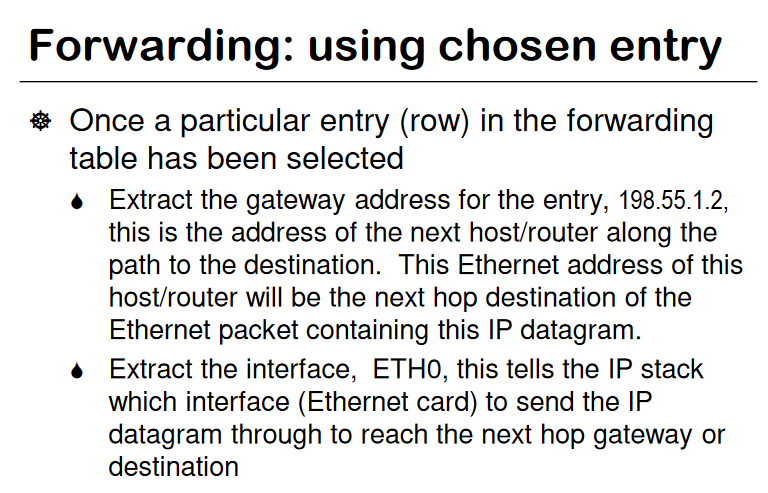 Forwarding: using chosen entry
Once a particular entry (row) in the forwarding
table has been selected
Extract the gateway address for the entry, 198.55.1.2,
this is the address of the next host/router along the
path to the destination.  This Ethernet address of this
host/router will be the next hop destination of the
Ethernet packet containing this IP datagram.
Extract the interface,  ETH0, this tells the IP stack
which interface (Ethernet card) to send the IP
datagram through to reach the next hop gateway or
destination